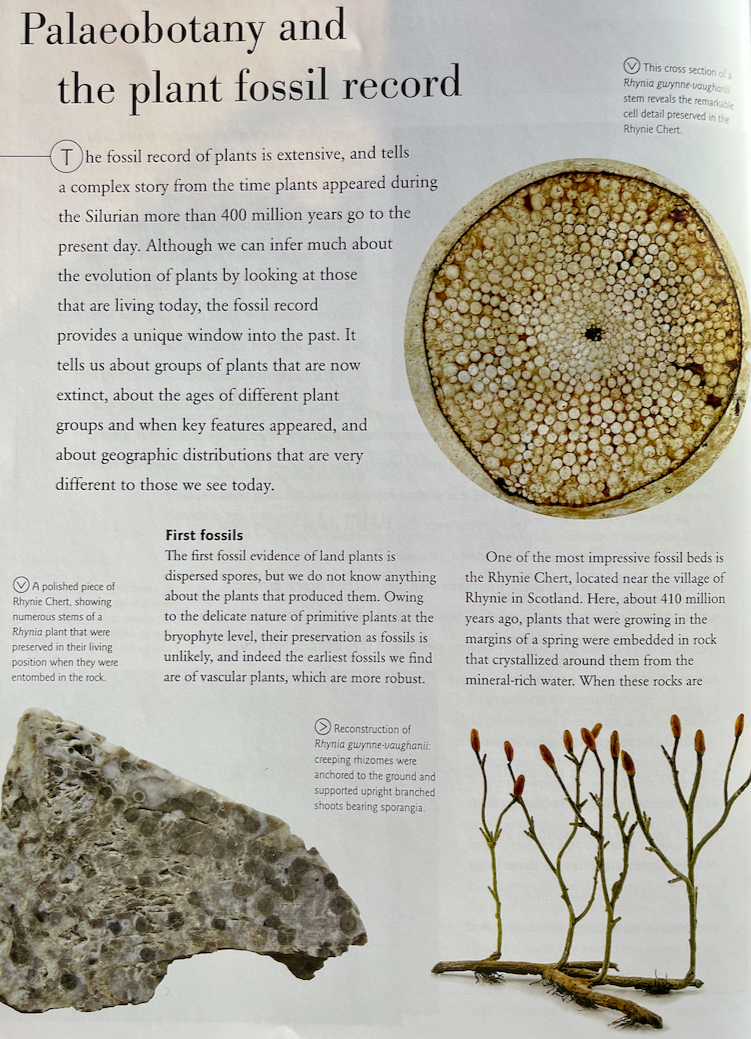 Palaeobotany and
the plant fossil record
This cross section of a
Rhynia gwynne-vaughanii
stem reveals the remarkable
cell detail preserved in the
Rhynie Chert.
The fossil record of plants is extensive, and tells
a complex story from the time plants appeared during
the Silurian more than 400 million years go to the
present day. Although we can infer much about
the evolution of plants by looking at those
that are living today, the fossil record
provides a unique window into the past. It
tells us about groups of plants that are now
extinct, about the ages of different plant
groups and when key features appeared, and
about geographic distributions that are very
different to those we see today.
First fossils
The first fossil evidence of land plants is
dispersed spores, but we do not know anything
about the plants that produced them. Owing
to the delicate nature of primitive plants at the
bryophyte level, their preservation as fossils is
unlikely, and indeed the earliest fossils we find
are of vascular plants, which are more robust.
One of the most impressive fossil beds is
the Rhynie Chert, located near the village of
Rhynie in Scotland. Here, about 410 million
years ago, plants that were growing in the
margins of a spring were embedded in rock
that crystallized around them from the
mineral-rich water. When these rocks are
A polished piece of
Rhynie Chert, showing
numerous stems of a
Rhynia plant that were
preserved in their living
position when they were
entombed in the rock.
Reconstruction of
Rhynia gwynne-vaughanii:
creeping rhizomes were
anchored to the ground and
supported upright branched
shoots bearing sporangia.